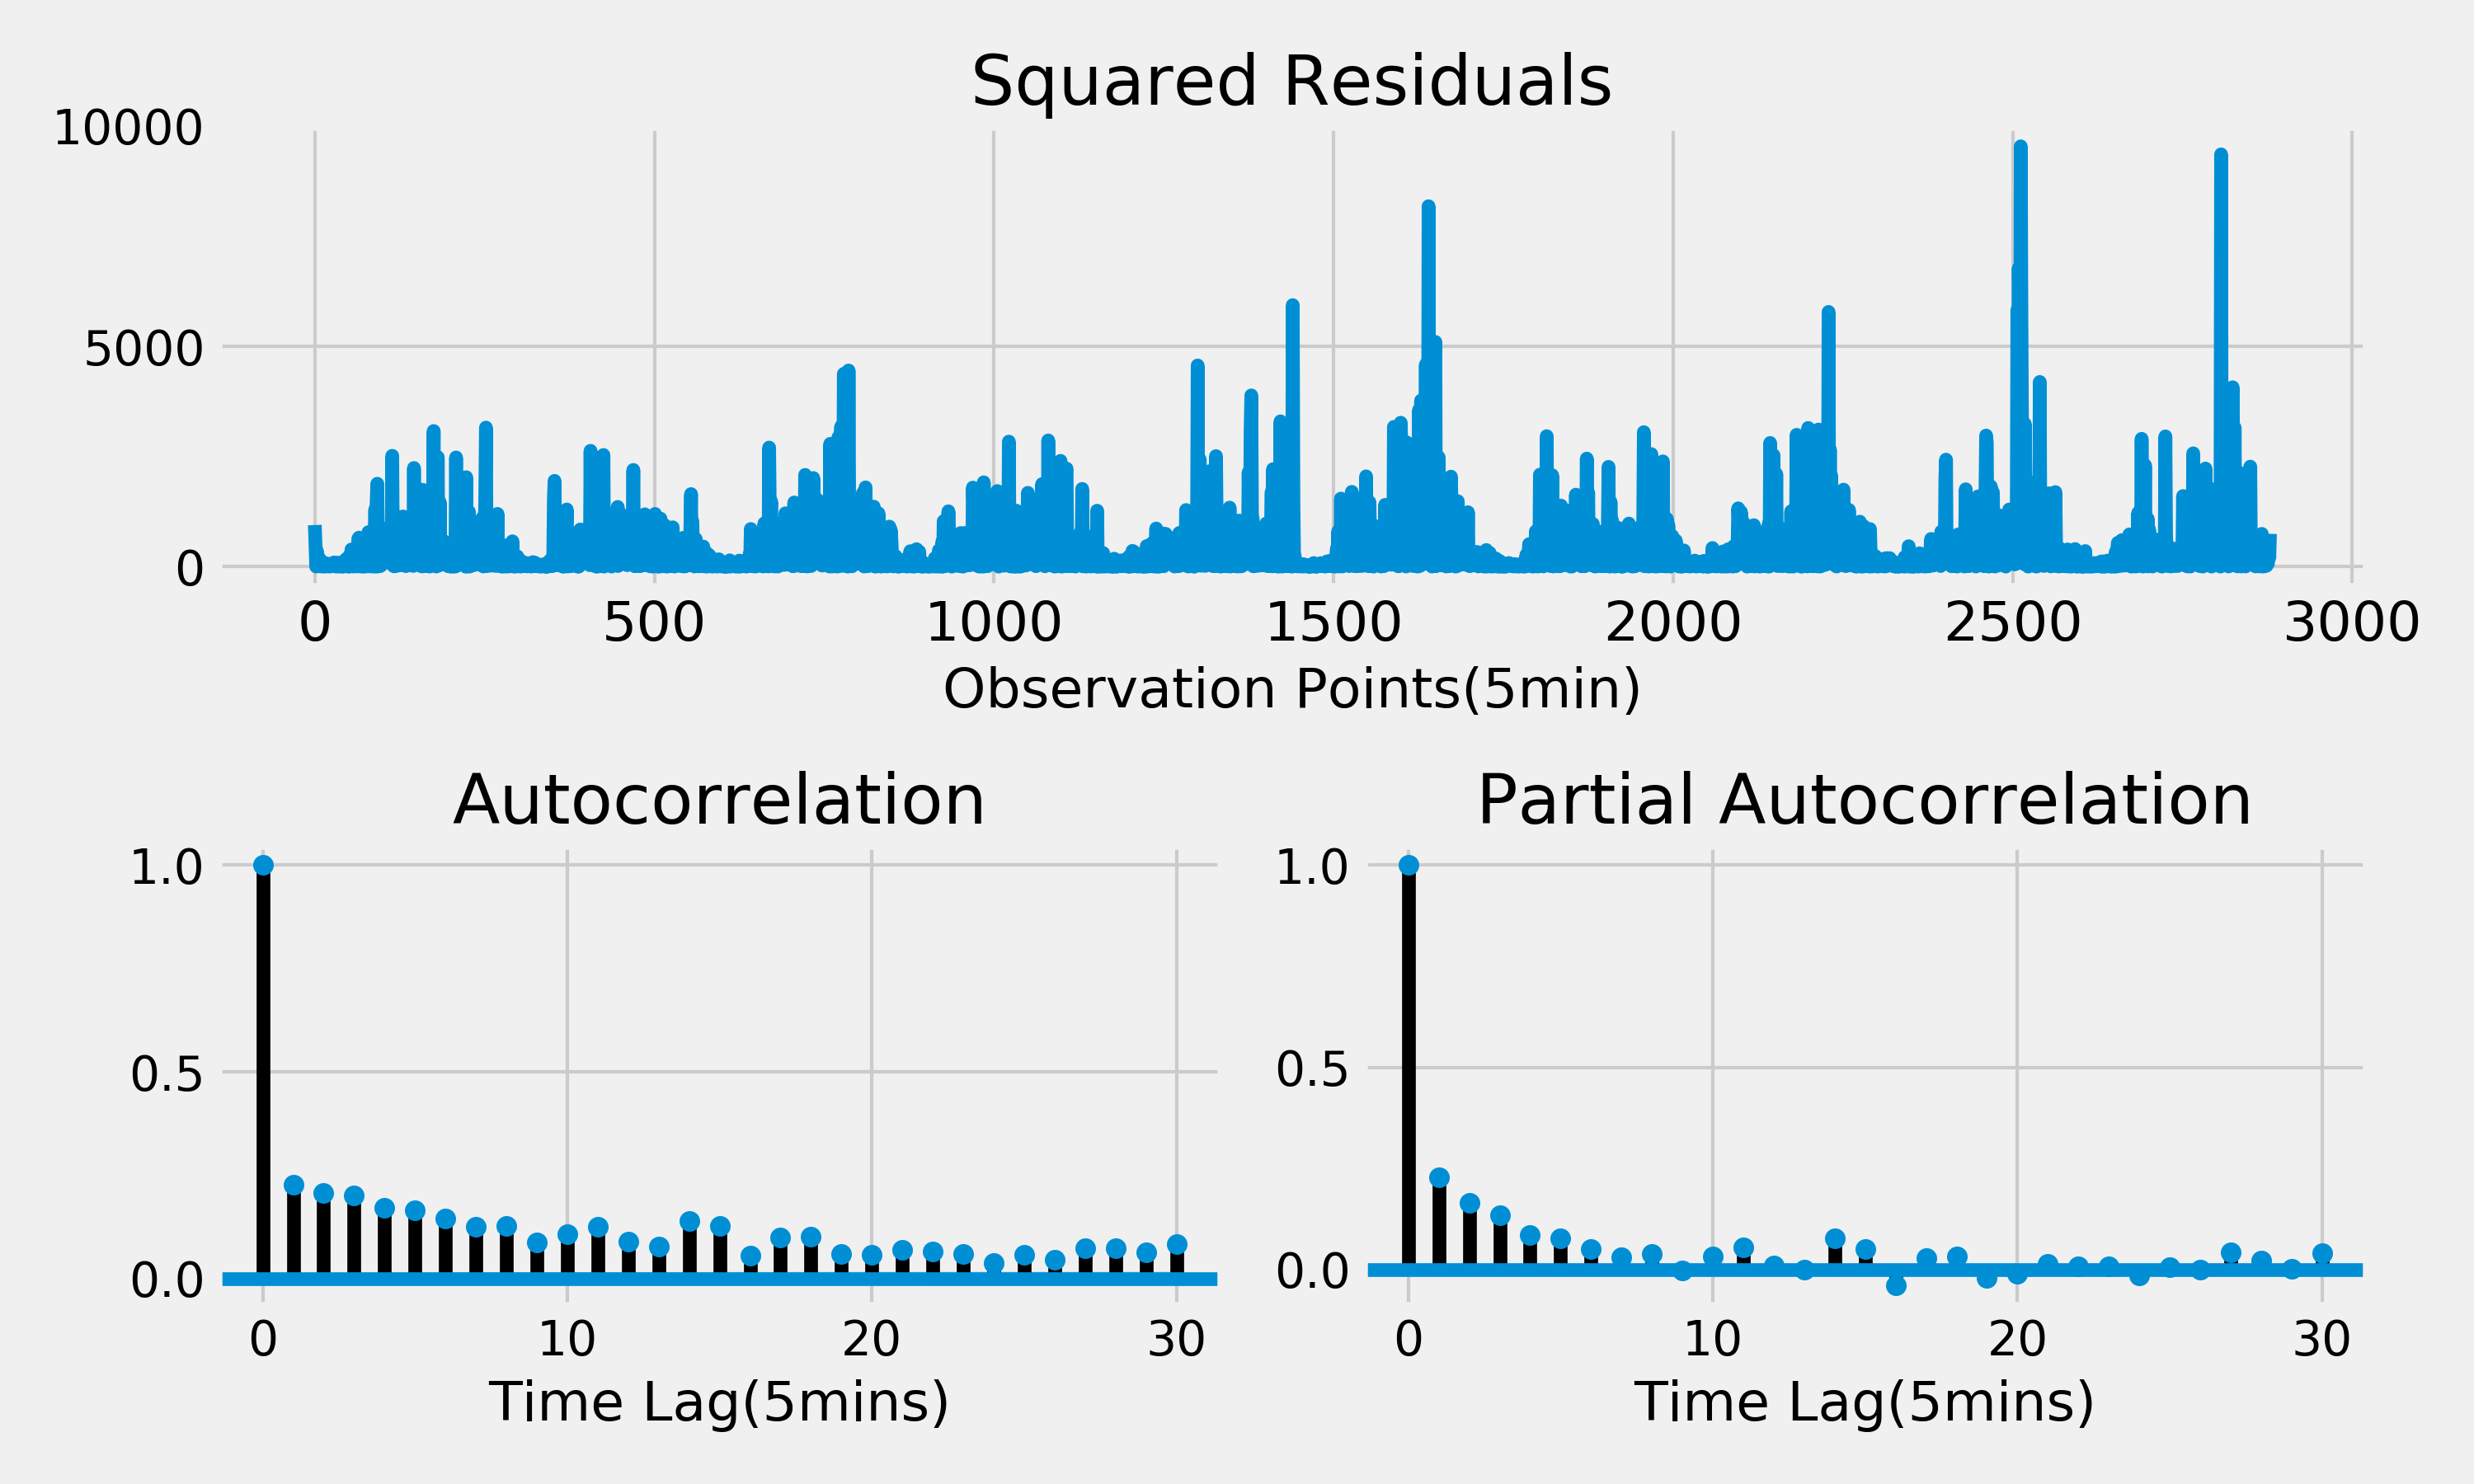 Squared Residuals
10000
5000
0
0 500 1000 1500 2000 2500 3000
Observation Points(5min)
Autocorrelation
1.0
0.5
0.0
0 10 20 30
Time Lag(5mins)
Partial Autocorrelation
1.0
0.5
0.0
0 10 20 30
Time Lag(5mins)